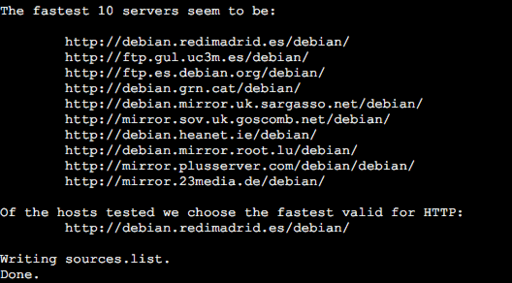 The fastest 10 servers seem to be:
http://debian.redimadrid.es/debian/
http://ftp.gul.uc3m.es/debian/
http://ftp.es.debian.org/debian/
http://debian.grn.cat/debian/
http://debian.mirror.uk.sargasso.net/debian/
http://mirror.sov.uk.goscomb.net/debian/
http://debian.heanet.ie/debian/
http://debian.mirror.root.lu/debian/
http://mirror.plusserver.com/debian/debian/
http://mirror.23media.de/debian/
Of the hosts tested we choose the fastest valid for HTTP:
http://debian.redimadrid.es/debian/
Writing sources.list.
Done.